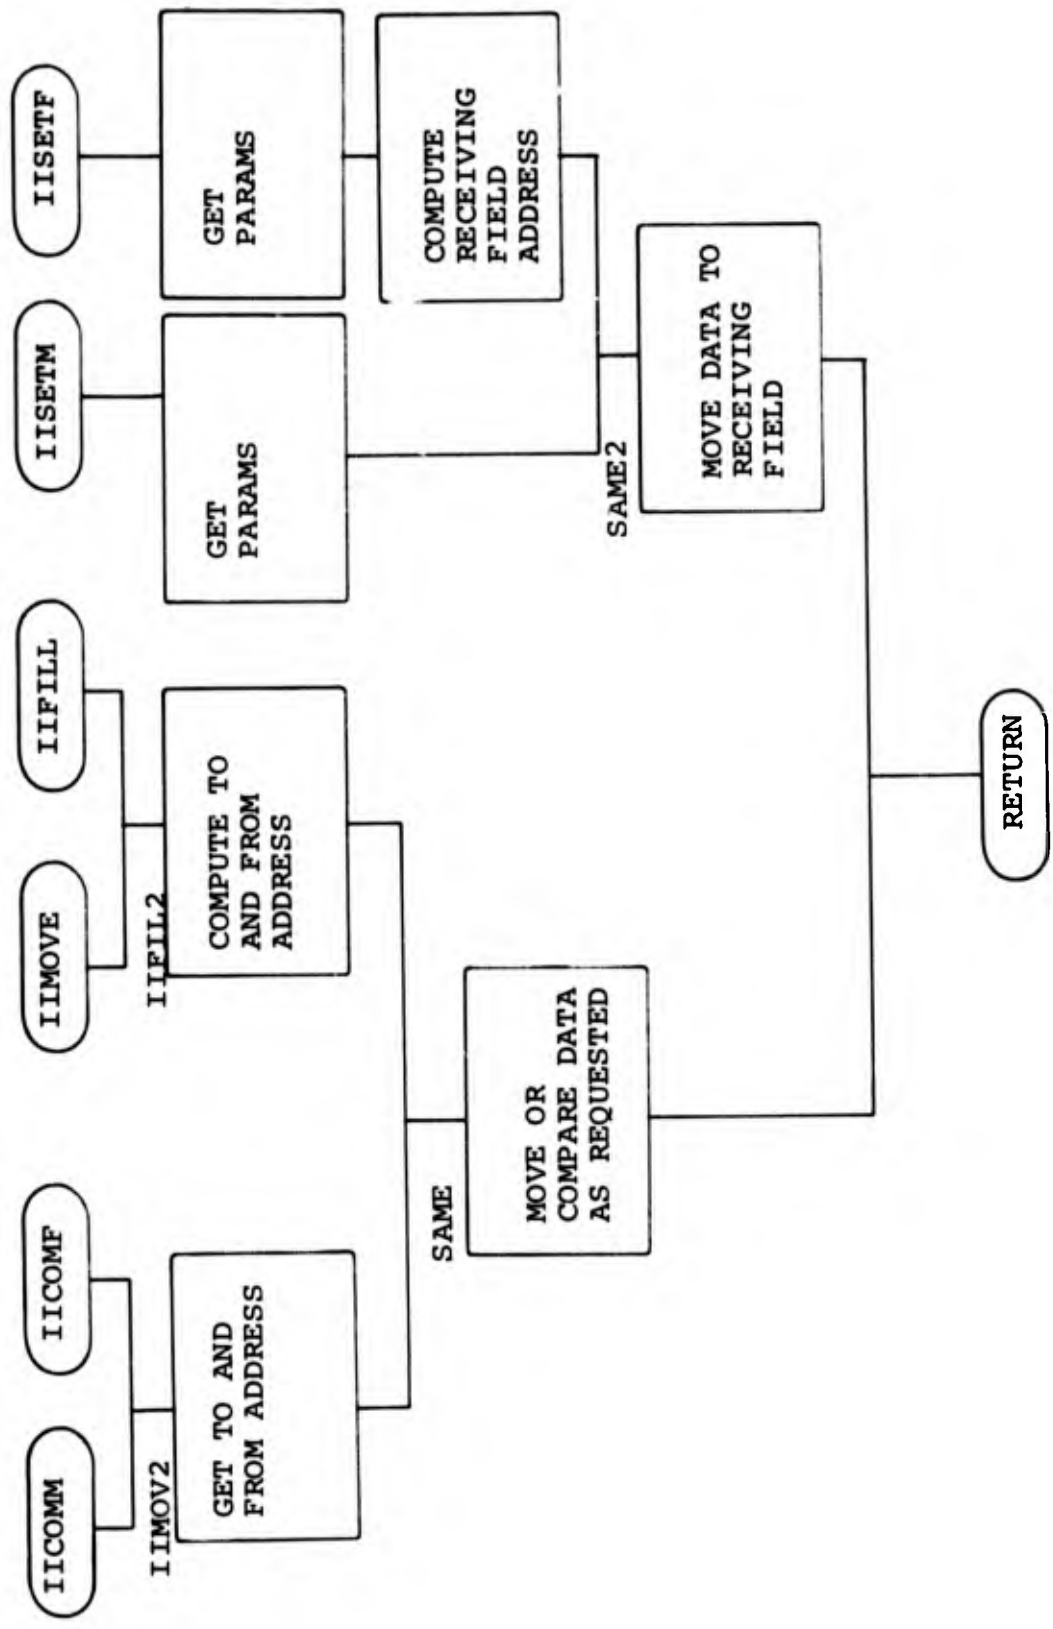 IICOMM
IICOMF
IIMOVE
IIFILL
IISETM
IISETF
IIMOV2
GET TO AND
FROM ADDRESS
IIFIL2
COMPUTE TO
AND FROM
ADDRESS
GET
PARAMS
GET
PARAMS
COMPUTE
RECEIVING
FIELD
ADDRESS
SAME
MOVE OR
COMPARE DATA
AS REQUESTED
SAME2
MOVE DATA TO
RECEIVING
FIELD
RETURN